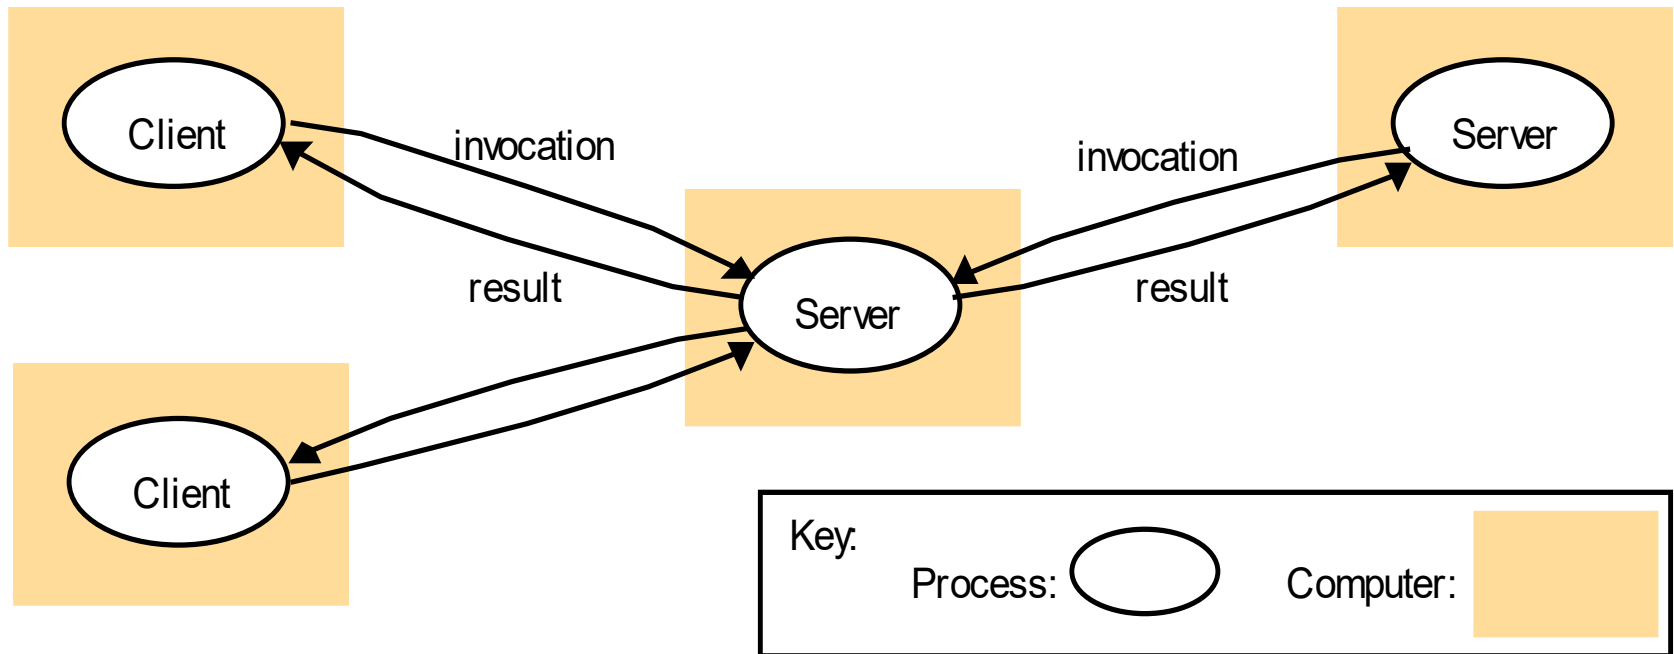 Client
Server
invocation
invocation
result
result
Server
Client
Key:
Process:
Computer: